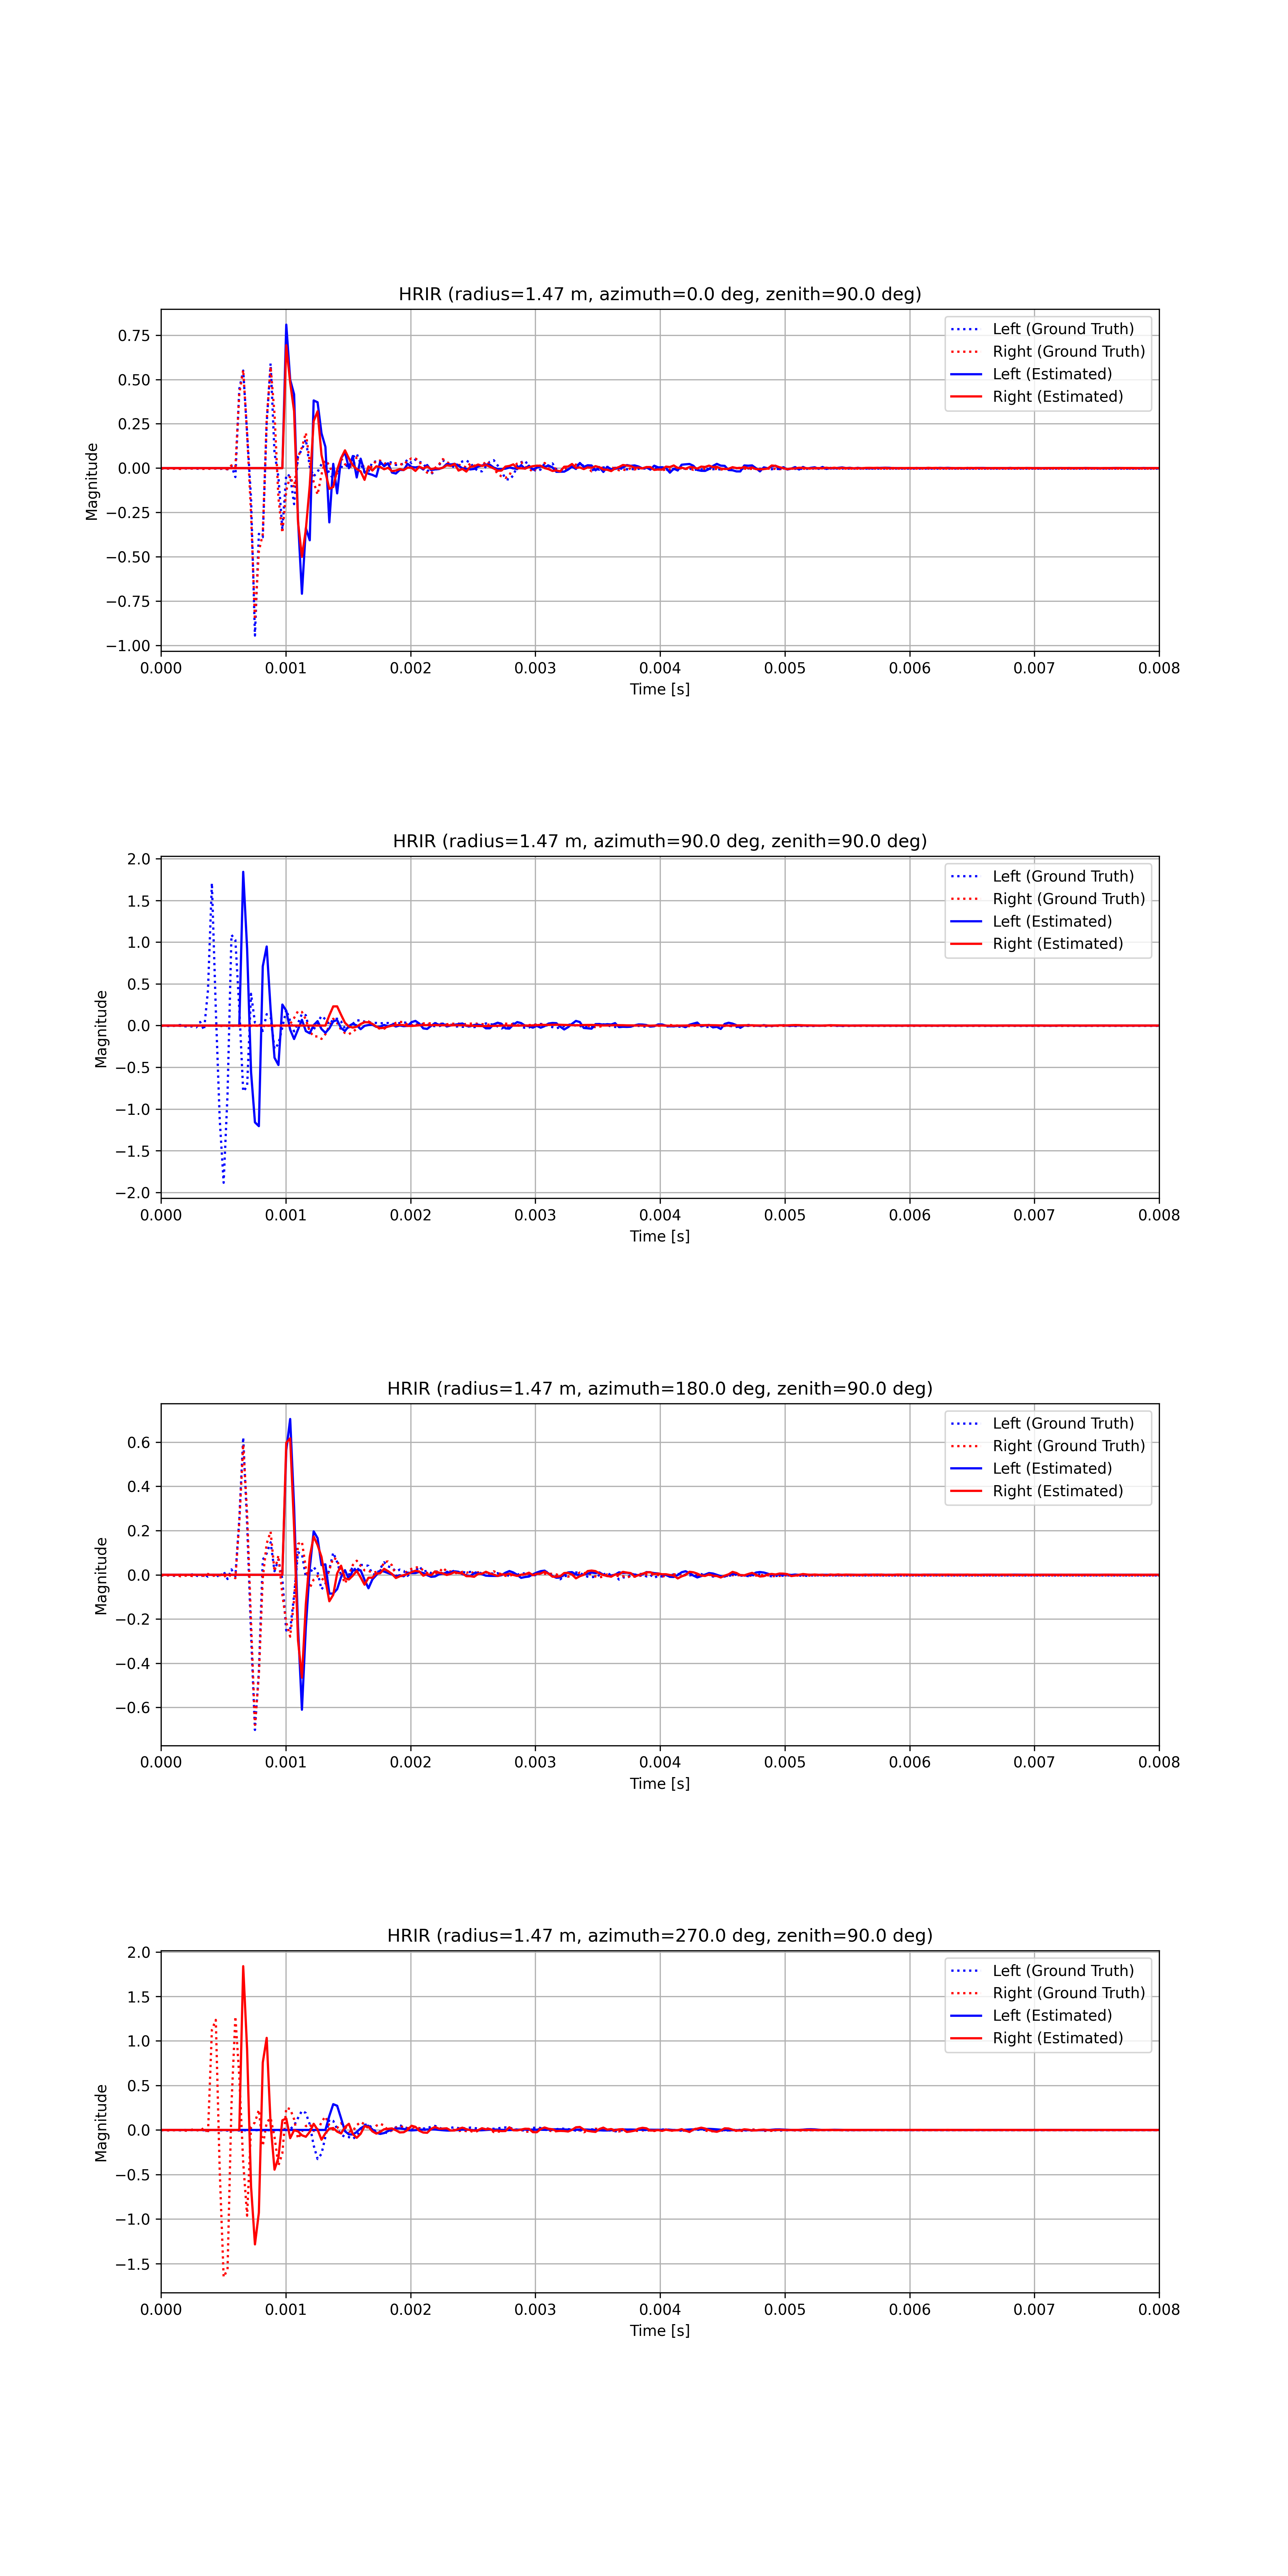 HRIR (radius=1.47 m, azimuth=0.0 deg, zenith=90.0 deg)
Left (Ground Truth)
Right (Ground Truth)
Left (Estimated)
Right (Estimated)
0.75
0.50
0.25
0.00
−0.25
−0.50
−0.75
−1.00
Magnitude
0.000 0.001 0.002 0.003 0.004 0.005 0.006 0.007 0.008
Time [s]
HRIR (radius=1.47 m, azimuth=90.0 deg, zenith=90.0 deg)
Left (Ground Truth)
Right (Ground Truth)
Left (Estimated)
Right (Estimated)
2.0
1.5
1.0
0.5
0.0
−0.5
−1.0
−1.5
−2.0
Magnitude
0.000 0.001 0.002 0.003 0.004 0.005 0.006 0.007 0.008
Time [s]
HRIR (radius=1.47 m, azimuth=180.0 deg, zenith=90.0 deg)
Left (Ground Truth)
Right (Ground Truth)
Left (Estimated)
Right (Estimated)
0.6
0.4
0.2
0.0
−0.2
−0.4
−0.6
Magnitude
0.000 0.001 0.002 0.003 0.004 0.005 0.006 0.007 0.008
Time [s]
HRIR (radius=1.47 m, azimuth=270.0 deg, zenith=90.0 deg)
Left (Ground Truth)
Right (Ground Truth)
Left (Estimated)
Right (Estimated)
2.0
1.5
1.0
0.5
0.0
−0.5
−1.0
−1.5
Magnitude
0.000 0.001 0.002 0.003 0.004 0.005 0.006 0.007 0.008
Time [s]